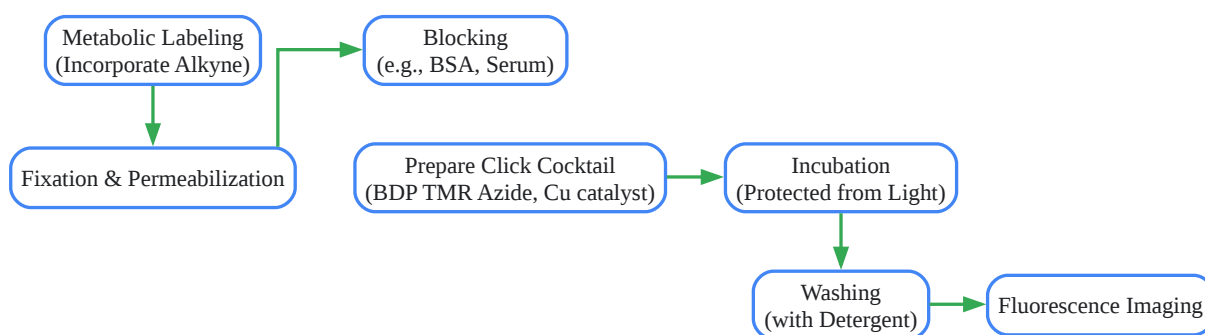 Metabolic Labeling
(Incorporate Alkyne)
Blocking
(e.g., BSA, Serum)
Fixation & Permeabilization
Prepare Click Cocktail
(BDP TMR Azide, Cu catalyst)
Incubation
(Protected from Light)
Washing
(with Detergent)
Fluorescence Imaging